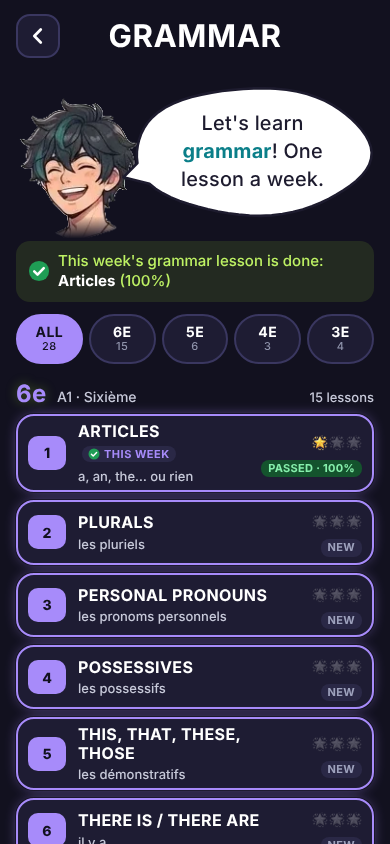 GRAMMAR
Let's learn
grammar! One
lesson a week.
This week's grammar lesson is done:
Articles (100%)
ALL
28
6E
15
5E
6
4E
3
3E
4
6e A1 · Sixième 15 lessons
1
ARTICLES
THIS WEEK
a, an, the... ou rien
PASSED · 100%
2
PLURALS
les pluriels
NEW
3
PERSONAL PRONOUNS
les pronoms personnels
NEW
4
POSSESSIVES
les possessifs
NEW
5
THIS, THAT, THESE,
THOSE
les démonstratifs
NEW
6
THERE IS / THERE ARE
il y a